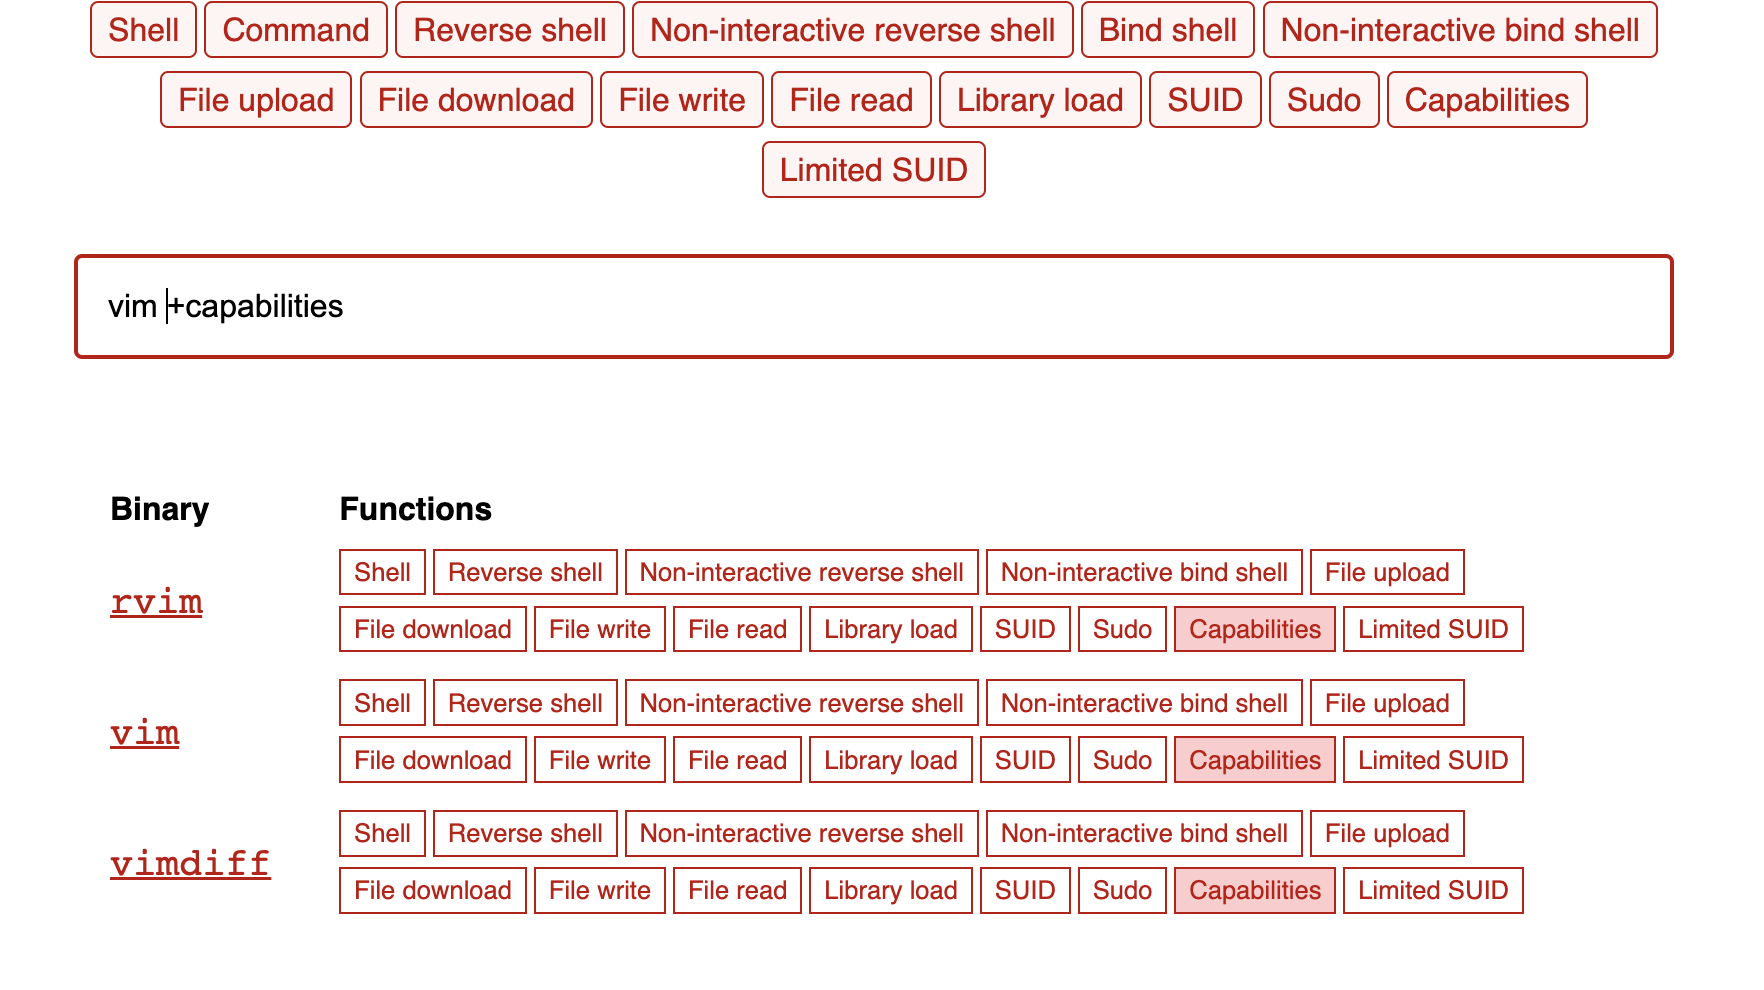 Shell Command Reverse shell Non-interactive reverse shell Bind shell Non-interactive bind shell
File upload File download File write File read Library load SUID Sudo Capabilities
Limited SUID
vim +capabilities
Binary Functions
rvim
Shell Reverse shell Non-interactive reverse shell Non-interactive bind shell File upload
File download File write File read Library load SUID Sudo Capabilities Limited SUID
vim
Shell Reverse shell Non-interactive reverse shell Non-interactive bind shell File upload
File download File write File read Library load SUID Sudo Capabilities Limited SUID
vimdiff
Shell Reverse shell Non-interactive reverse shell Non-interactive bind shell File upload
File download File write File read Library load SUID Sudo Capabilities Limited SUID